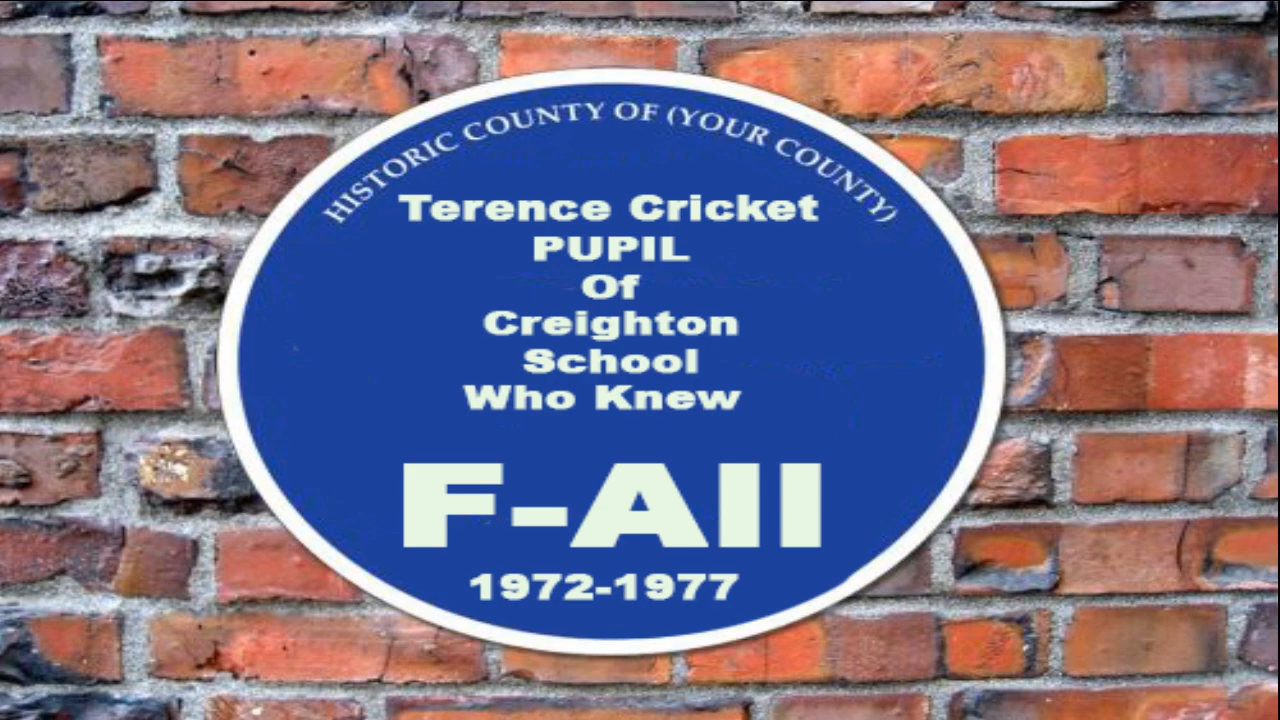 HISTORIC COUNTY OF (YOUR COUNTY)
Terence Cricket
PUPIL
Of
Creighton
School
Who Knew
F-All
1972-1977